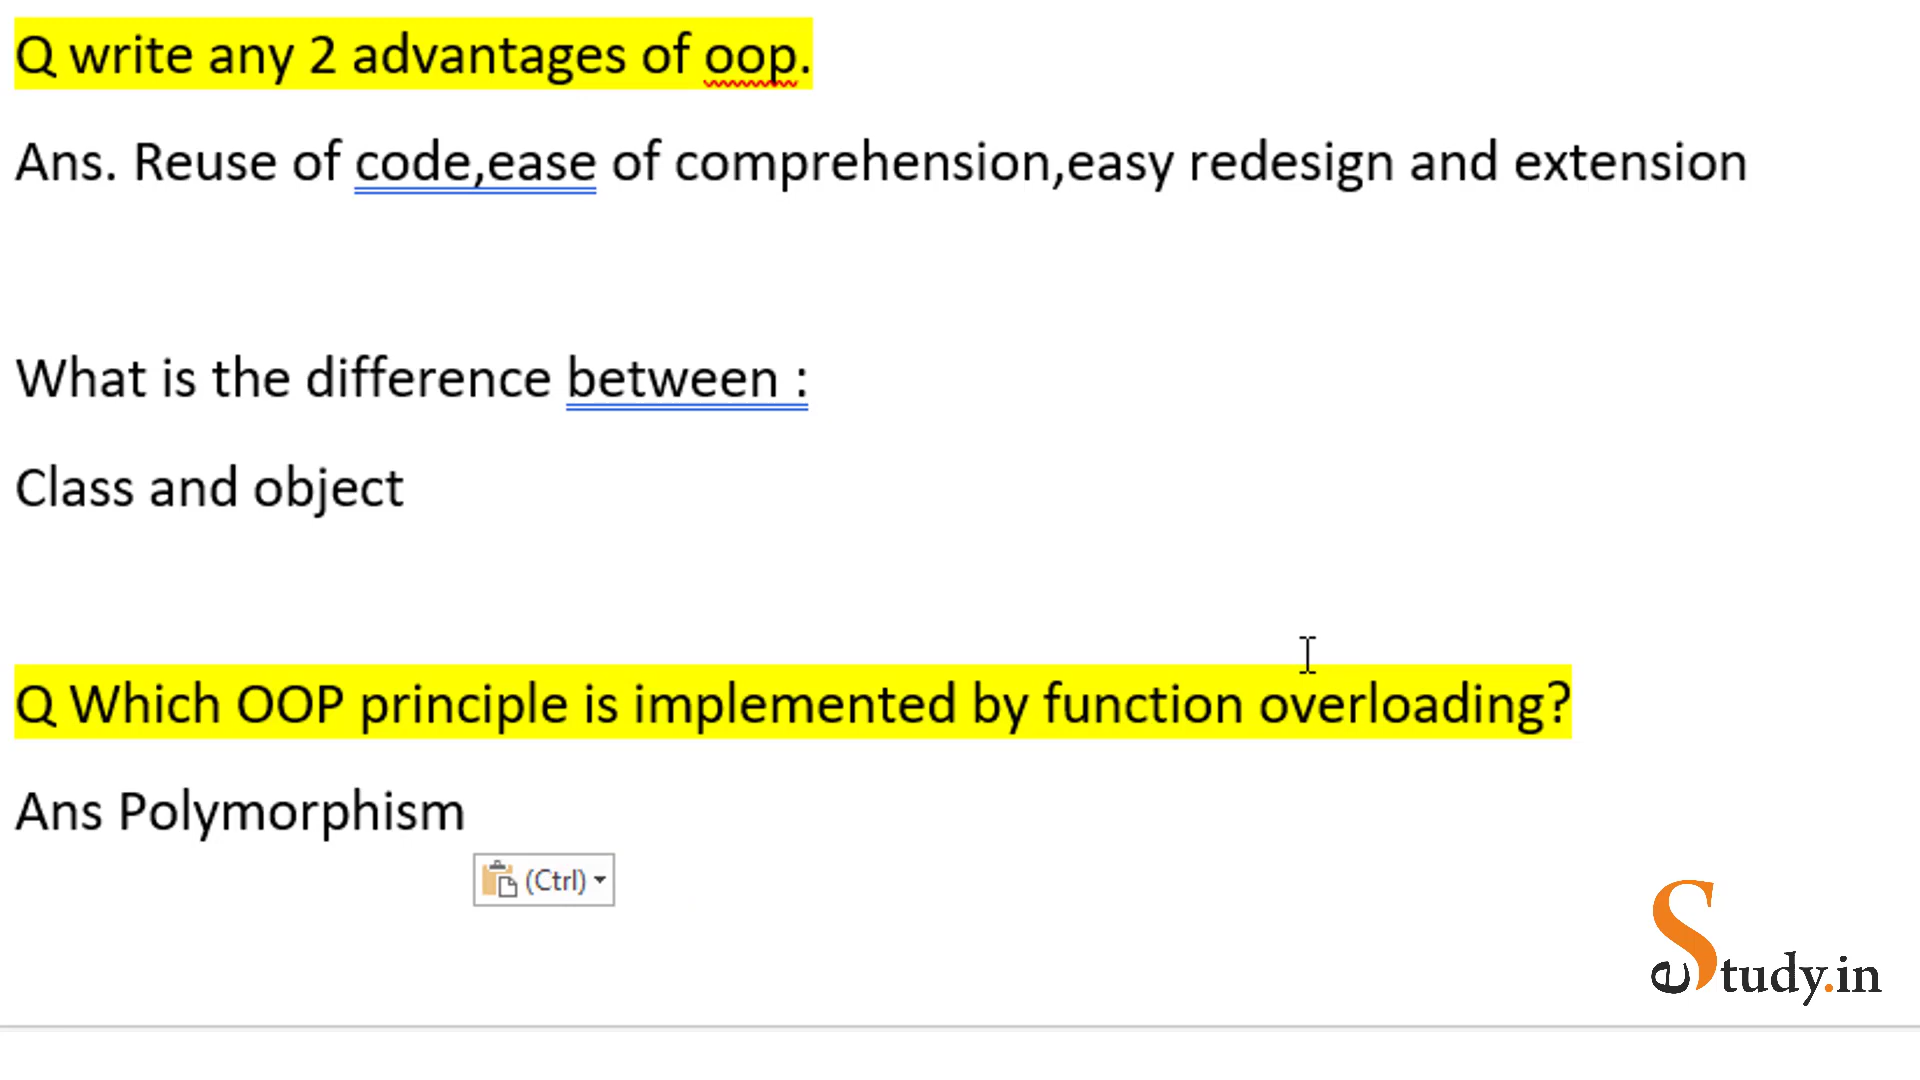 Q write any 2 advantages of oop.
Ans. Reuse of code,ease of comprehension,easy redesign and extension
What is the difference between :
Class and object
Q Which OOP principle is implemented by function overloading?
Ans Polymorphism
(Ctrl)
eStudy.in